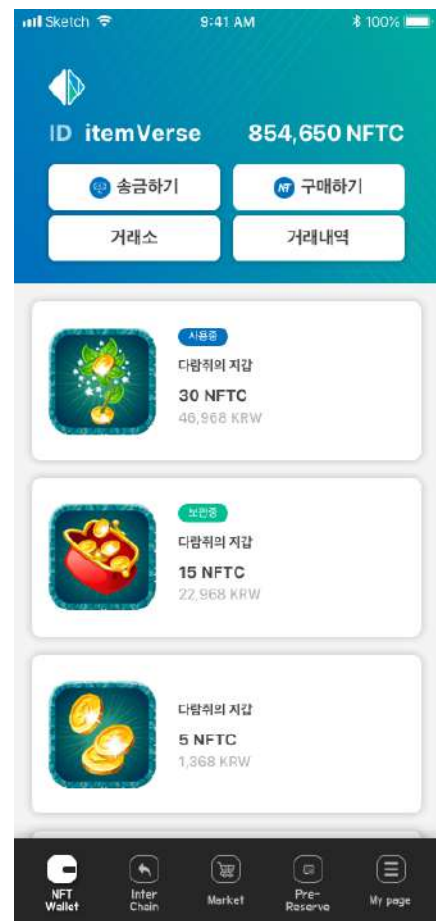 Sketch 9:41 AM 100%
ID itemVerse 854,650 NFTC
송금하기 구매하기
거래소 거래내역
사용중
다람쥐의 지갑
30 NFTC
46,968 KRW
보관중
다람쥐의 지갑
15 NFTC
22,968 KRW
다람쥐의 지갑
5 NFTC
1,368 KRW
NFT Inter Market Pre- My page
Wallet Chain Reserve